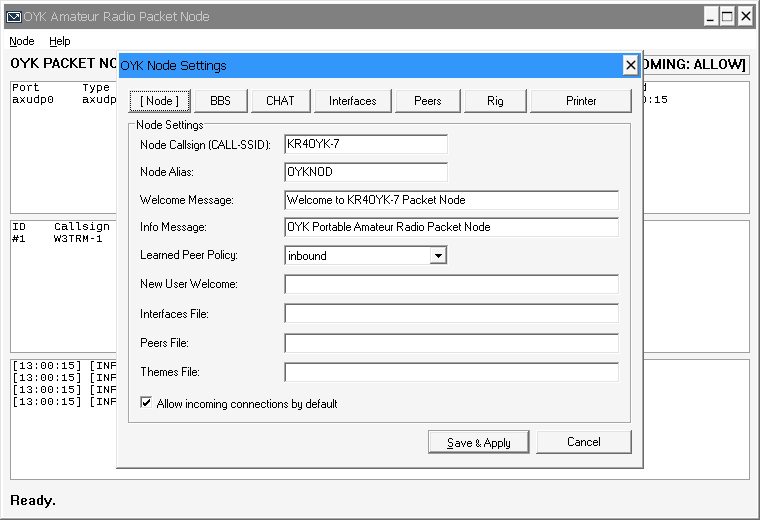 OYK Amateur Radio Packet Node
Node Help
OYK PACKET NO
OMING: ALLOW]
Port Type
axudp0 axudp
:15
ID Callsign
#1 W3TRM-1
[13:00:15] [INF
[13:00:15] [INF
[13:00:15] [INF
[13:00:15] [INF
Ready.
OYK Node Settings
[ Node ] BBS CHAT Interfaces Peers Rig Printer
Node Settings
Node Callsign (CALL-SSID): KR4OYK-7
Node Alias: OYKNOD
Welcome Message: Welcome to KR4OYK-7 Packet Node
Info Message: OYK Portable Amateur Radio Packet Node
Learned Peer Policy: inbound
New User Welcome:
Interfaces File:
Peers File:
Themes File:
Allow incoming connections by default
Save & Apply Cancel